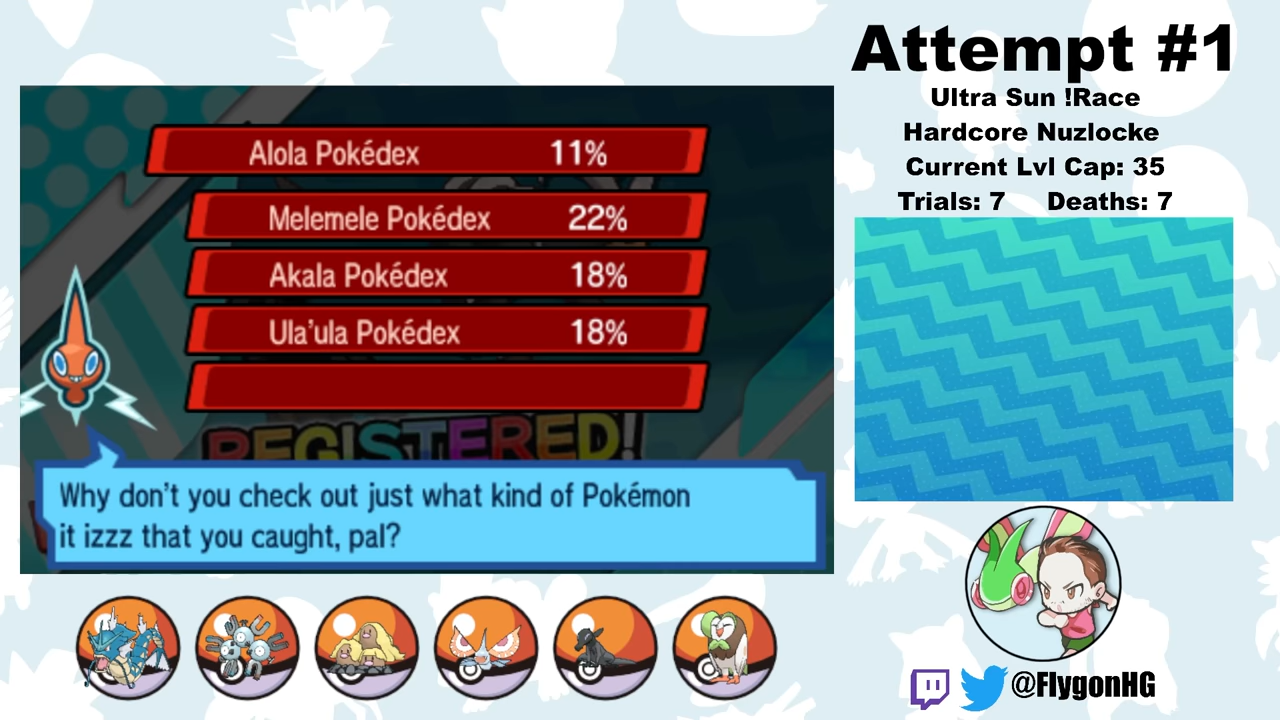 Attempt #1
Ultra Sun !Race
Hardcore Nuzlocke
Current Lvl Cap: 35
Trials: 7 Deaths: 7
Alola Pokédex 11%
Melemele Pokédex 22%
Akala Pokédex 18%
Ula'ula Pokédex 18%
REGISTERED!
Why don't you check out just what kind of Pokémon
it izzz that you caught, pal?
@FlygonHG